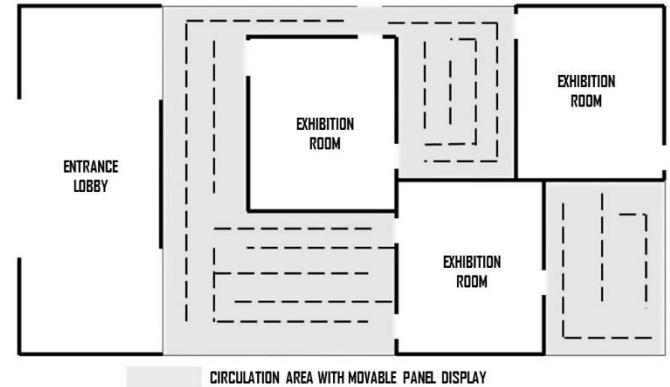 EXHIBITION
ROOM
EXHIBITION
ROOM
ENTRANCE
LOBBY
EXHIBITION
ROOM
CIRCULATION AREA WITH MOVABLE PANEL DISPLAY